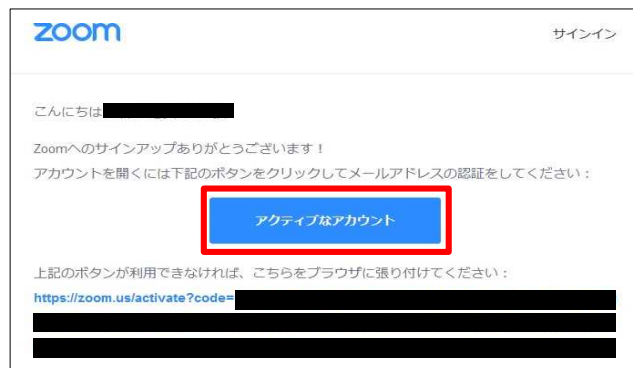 zoom
サインイン
こんにちは
Zoomへのサインアップありがとうございます！
アカウントを開くには下記のボタンをクリックしてメールアドレスの認証をしてください：
アクティブなアカウント
上記のボタンが利用できなければ、こちらをブラウザに張り付けてください：
https://zoom.us/activate?code=